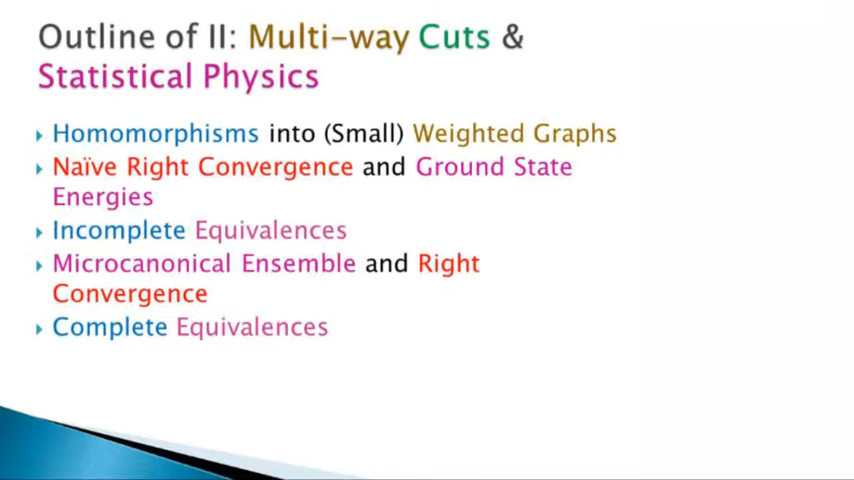 Outline of II: Multi-way Cuts &
Statistical Physics
Homomorphisms into (Small) Weighted Graphs
Naïve Right Convergence and Ground State
Energies
Incomplete Equivalences
Microcanonical Ensemble and Right
Convergence
Complete Equivalences